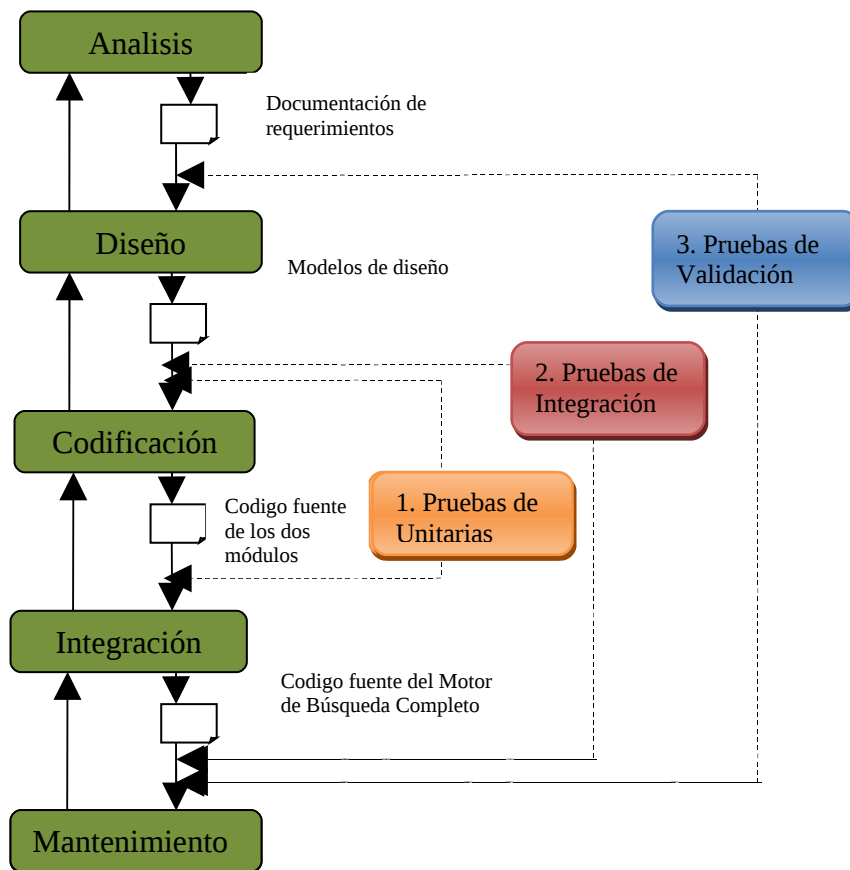 Analisis
Documentación de
requerimientos
Diseño
3. Pruebas de
Validación
Modelos de diseño
2. Pruebas de
Integración
Codificación
1. Pruebas de
Unitarias
Codigo fuente
de los dos
módulos
Integración
Codigo fuente del Motor
de Búsqueda Completo
Mantenimiento